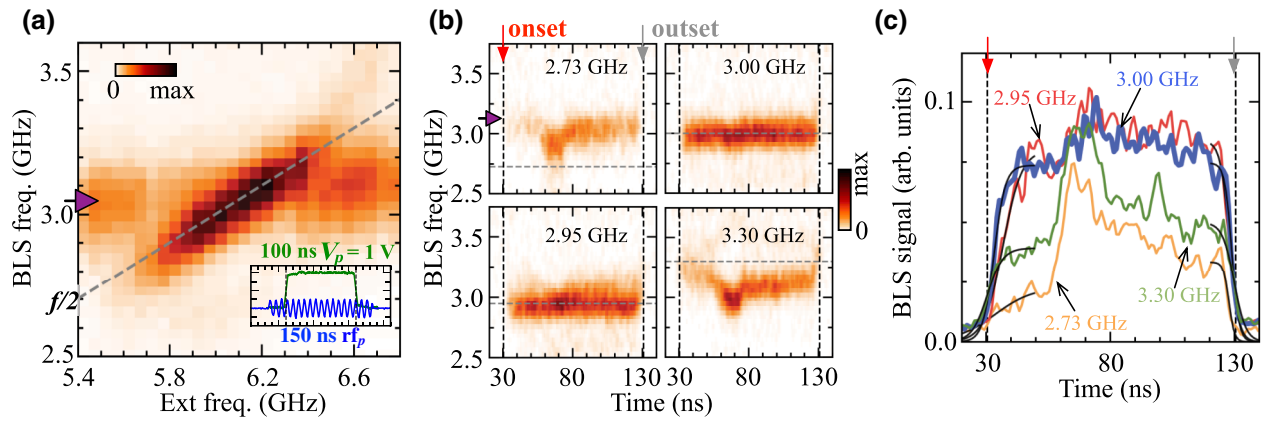 (a)
0 max
BLS freq. (GHz)
3.5
3.0
2.5
f/2
100 ns Vₚ = 1 V
150 ns rfₚ
5.4 5.8 6.2 6.6
Ext freq. (GHz)
(b)
onset outset
BLS freq. (GHz)
3.5
3.0
2.5
2.73 GHz
3.00 GHz
3.5
3.0
2.5
2.95 GHz
3.30 GHz
max
0
30 80 130 30 80 130
Time (ns)
(c)
BLS signal (arb. units)
0.1
0.0
2.95 GHz
3.00 GHz
3.30 GHz
2.73 GHz
30 80 130
Time (ns)